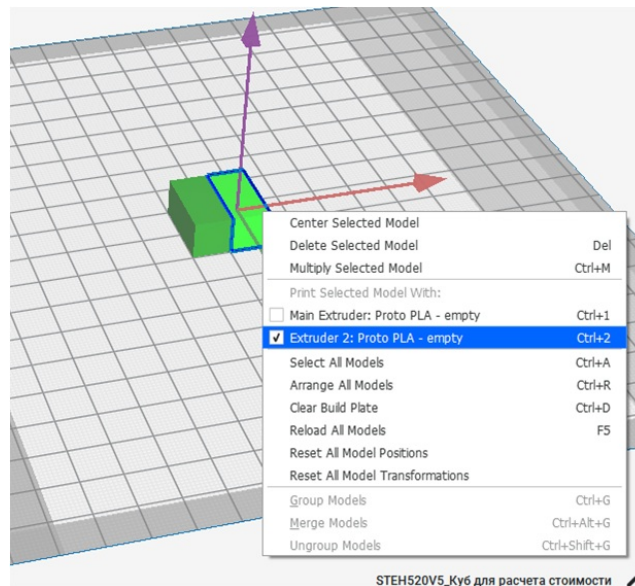 Center Selected Model
Delete Selected Model Del
Multiply Selected Model Ctrl+M
Print Selected Model With:
Main Extruder: Proto PLA - empty Ctrl+1
Extruder 2: Proto PLA - empty Ctrl+2
Select All Models Ctrl+A
Arrange All Models Ctrl+R
Clear Build Plate Ctrl+D
Reload All Models F5
Reset All Model Positions
Reset All Model Transformations
Group Models Ctrl+G
Merge Models Ctrl+Alt+G
Ungroup Models Ctrl+Shift+G
STEH520V5_Куб для расчета стоимости